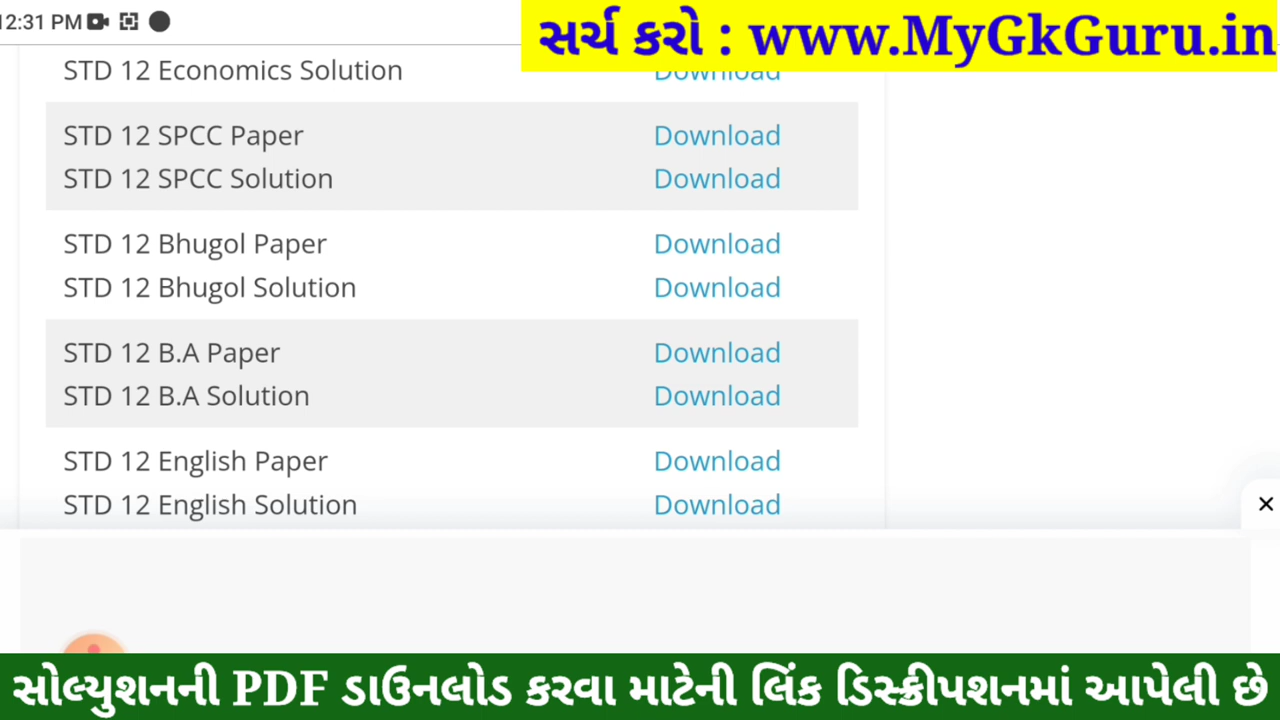 12:31 PM
સર્ચ કરો : www.MyGkGuru.in
STD 12 Economics Solution Download
STD 12 SPCC Paper Download
STD 12 SPCC Solution Download
STD 12 Bhugol Paper Download
STD 12 Bhugol Solution Download
STD 12 B.A Paper Download
STD 12 B.A Solution Download
STD 12 English Paper Download
STD 12 English Solution Download
સોલ્યુશનની PDF ડાઉનલોડ કરવા માટેની લિંક ડિસ્ક્રીપશનમાં આપેલી છે